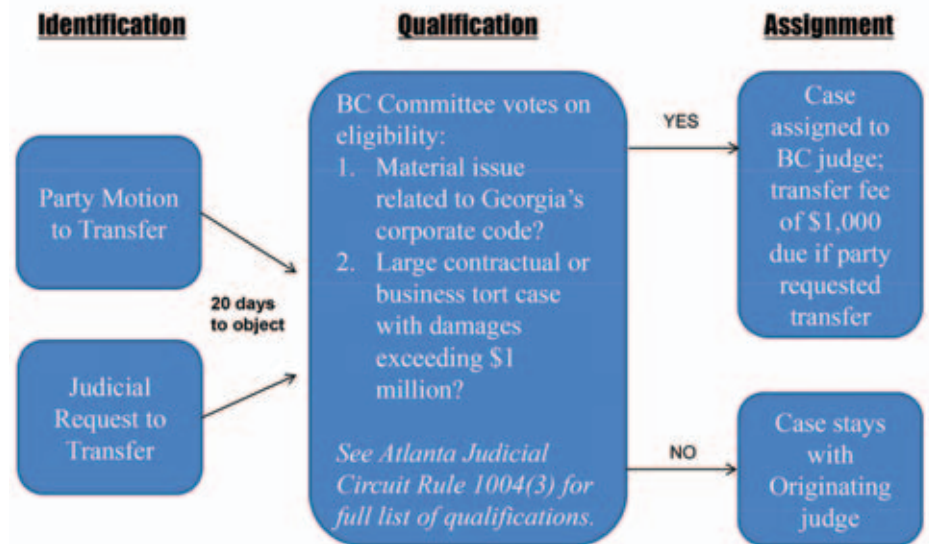 Identification
Qualification
Assignment
Party Motion
to Transfer
Judicial
Request to
Transfer
20 days
to object
BC Committee votes on
eligibility:
1. Material issue
related to Georgia's
corporate code?
2. Large contractual or
business tort case
with damages
exceeding $1
million?
See Atlanta Judicial
Circuit Rule 1004(3) for
full list of qualifications.
YES
NO
Case
assigned to
BC judge;
transfer fee
of $1,000
due if party
requested
transfer
Case stays
with
Originating
judge